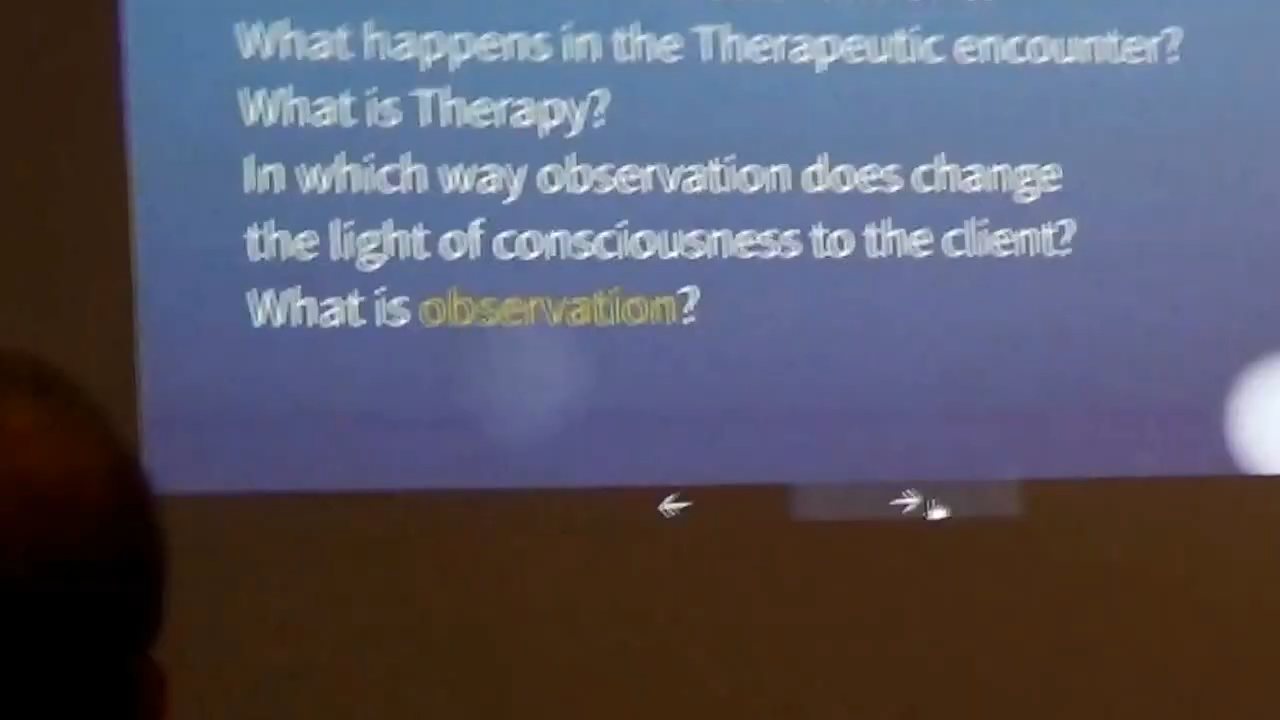 What happens in the Therapeutic encounter?
What is Therapy?
In which way observation does change
the light of consciousness to the client?
What is observation?